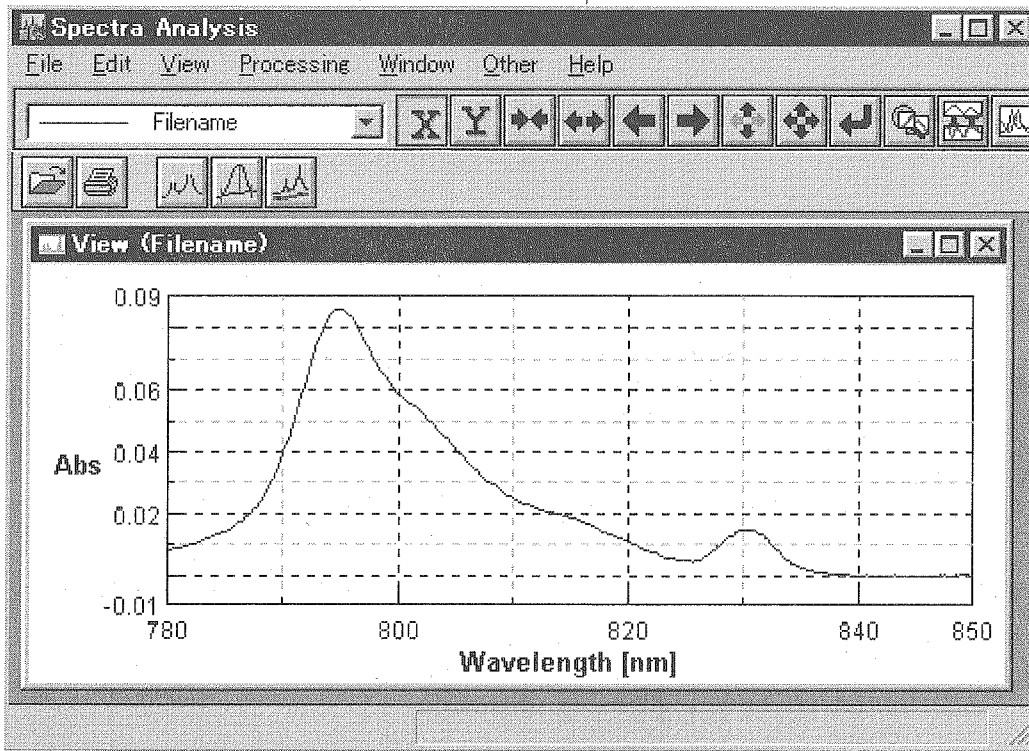 Spectra Analysis
File Edit View Processing Window Other Help
Filename
X Y
View (Filename)
0.09
0.06
Abs 0.04
0.02
-0.01
780 800 820 840 850
Wavelength [nm]